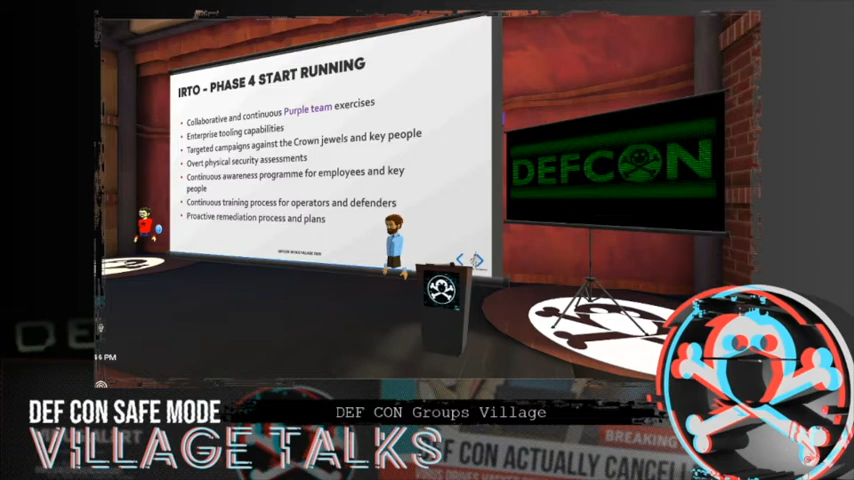 IRTO - PHASE 4 START RUNNING
• Collaborative and continuous Purple team exercises
• Enterprise tooling capabilities
• Targeted campaigns against the Crown jewels and key people
• Overt physical security assessments
• Continuous awareness programme for employees and key
people
• Continuous training process for operators and defenders
• Proactive remediation process and plans
DEFCON
6 PM
DEF CON Groups Village
DEF CON SAFE MODE
VILLAGE TALKS
BREAKING
F CON ACTUALLY CANCELL